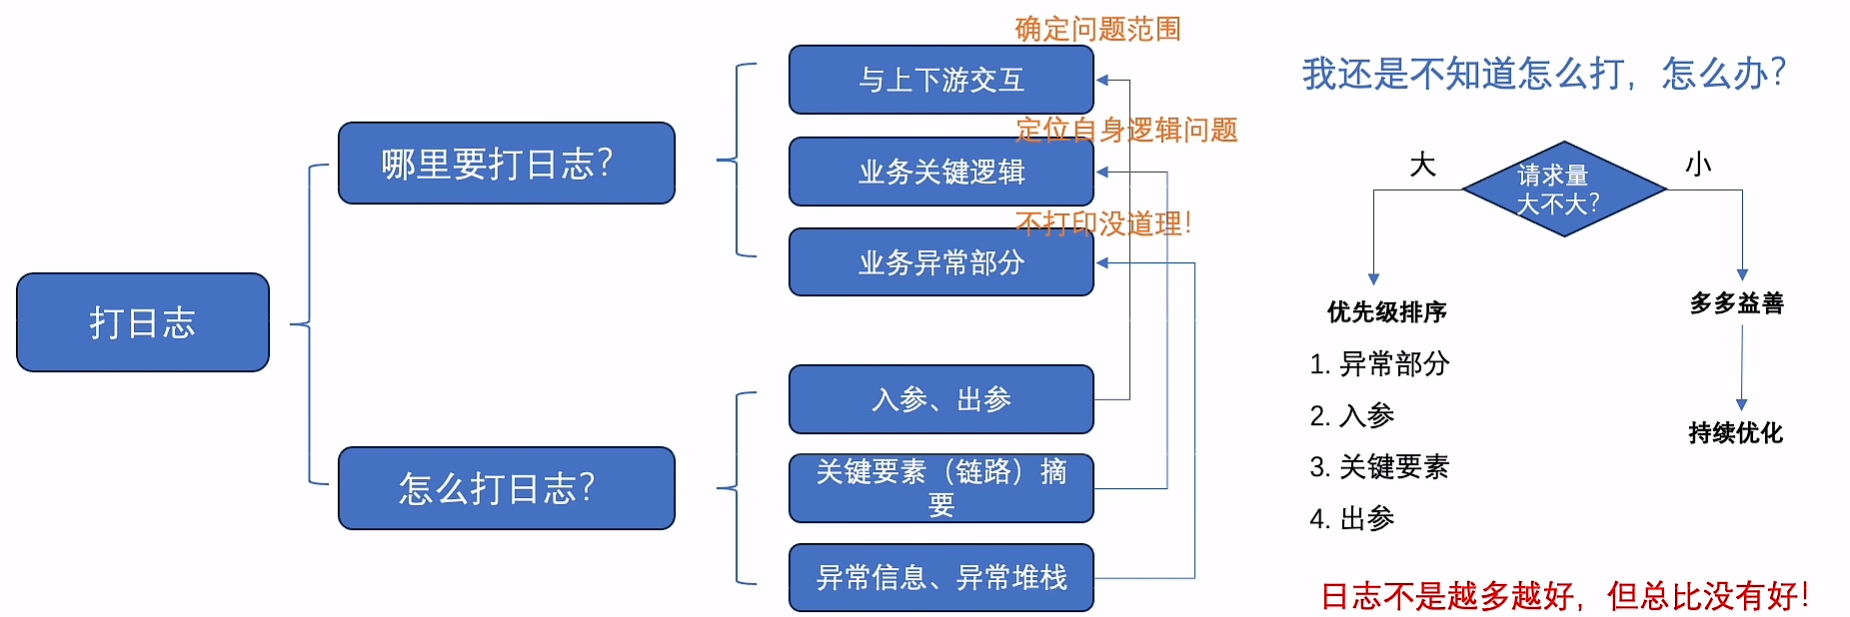 打日志
哪里要打日志？
怎么打日志？
确定问题范围
与上下游交互
定位自身逻辑问题
业务关键逻辑
不打印没道理！
业务异常部分
入参、出参
关键要素（链路）摘
要
异常信息、异常堆栈
我还是不知道怎么打，怎么办？
大
请求量
大不大？
小
优先级排序
1. 异常部分
2. 入参
3. 关键要素
4. 出参
多多益善
持续优化
日志不是越多越好，但总比没有好！